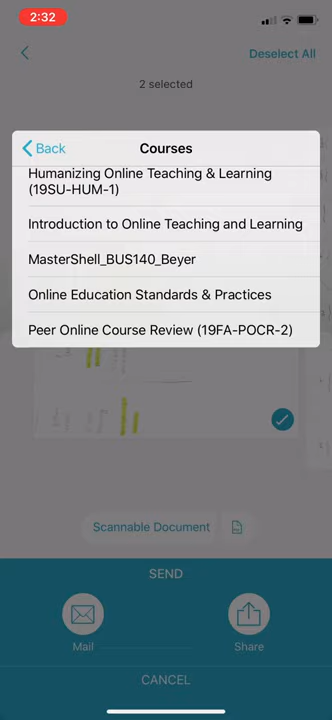 2:32
Deselect All
2 selected
Back
Courses
Humanizing Online Teaching & Learning
(19SU-HUM-1)
Introduction to Online Teaching and Learning
MasterShell_BUS140_Beyer
Online Education Standards & Practices
Peer Online Course Review (19FA-POCR-2)
Scannable Document
SEND
Mail
Share
CANCEL